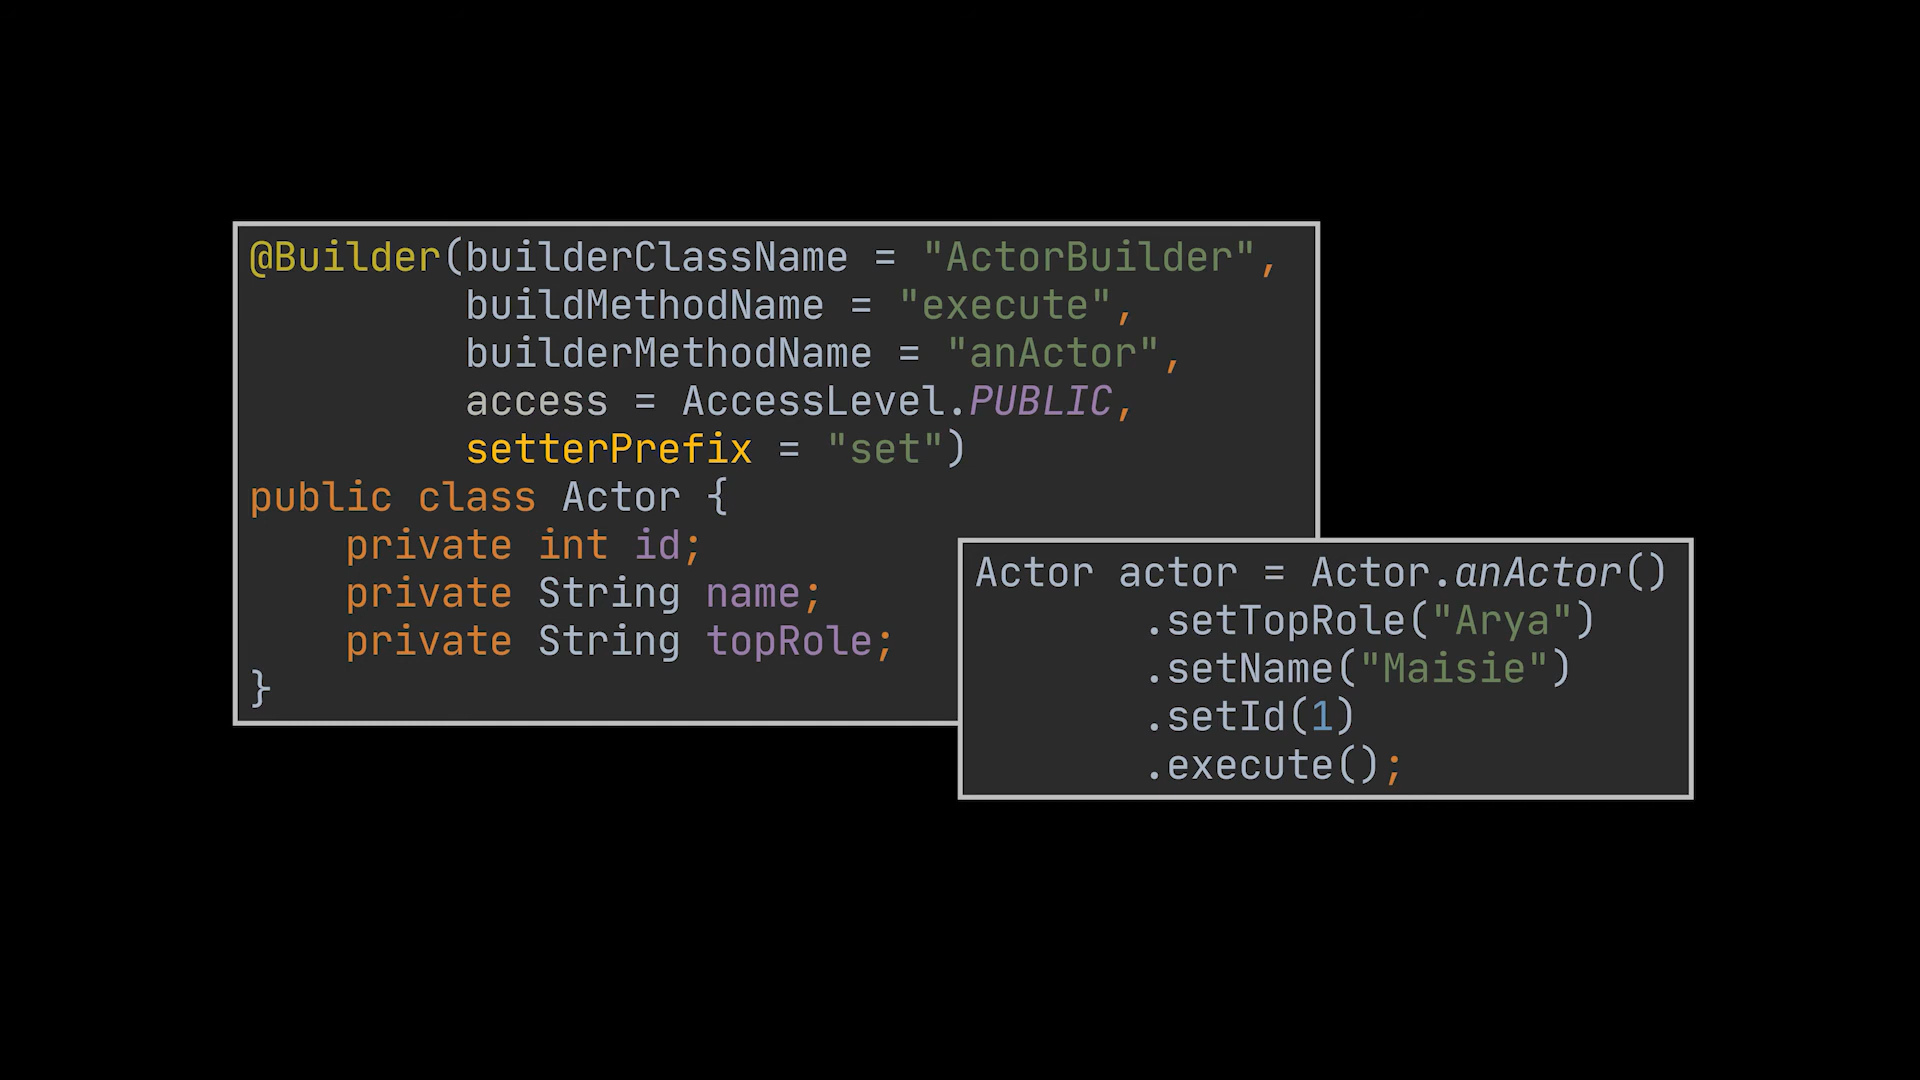 @Builder(builderClassName = "ActorBuilder",
         buildMethodName = "execute",
         builderMethodName = "anActor",
         access = AccessLevel.PUBLIC,
         setterPrefix = "set")
public class Actor {
    private int id;
    private String name;
    private String topRole;
}
Actor actor = Actor.anActor()
       .setTopRole("Arya")
       .setName("Maisie")
       .setId(1)
       .execute();